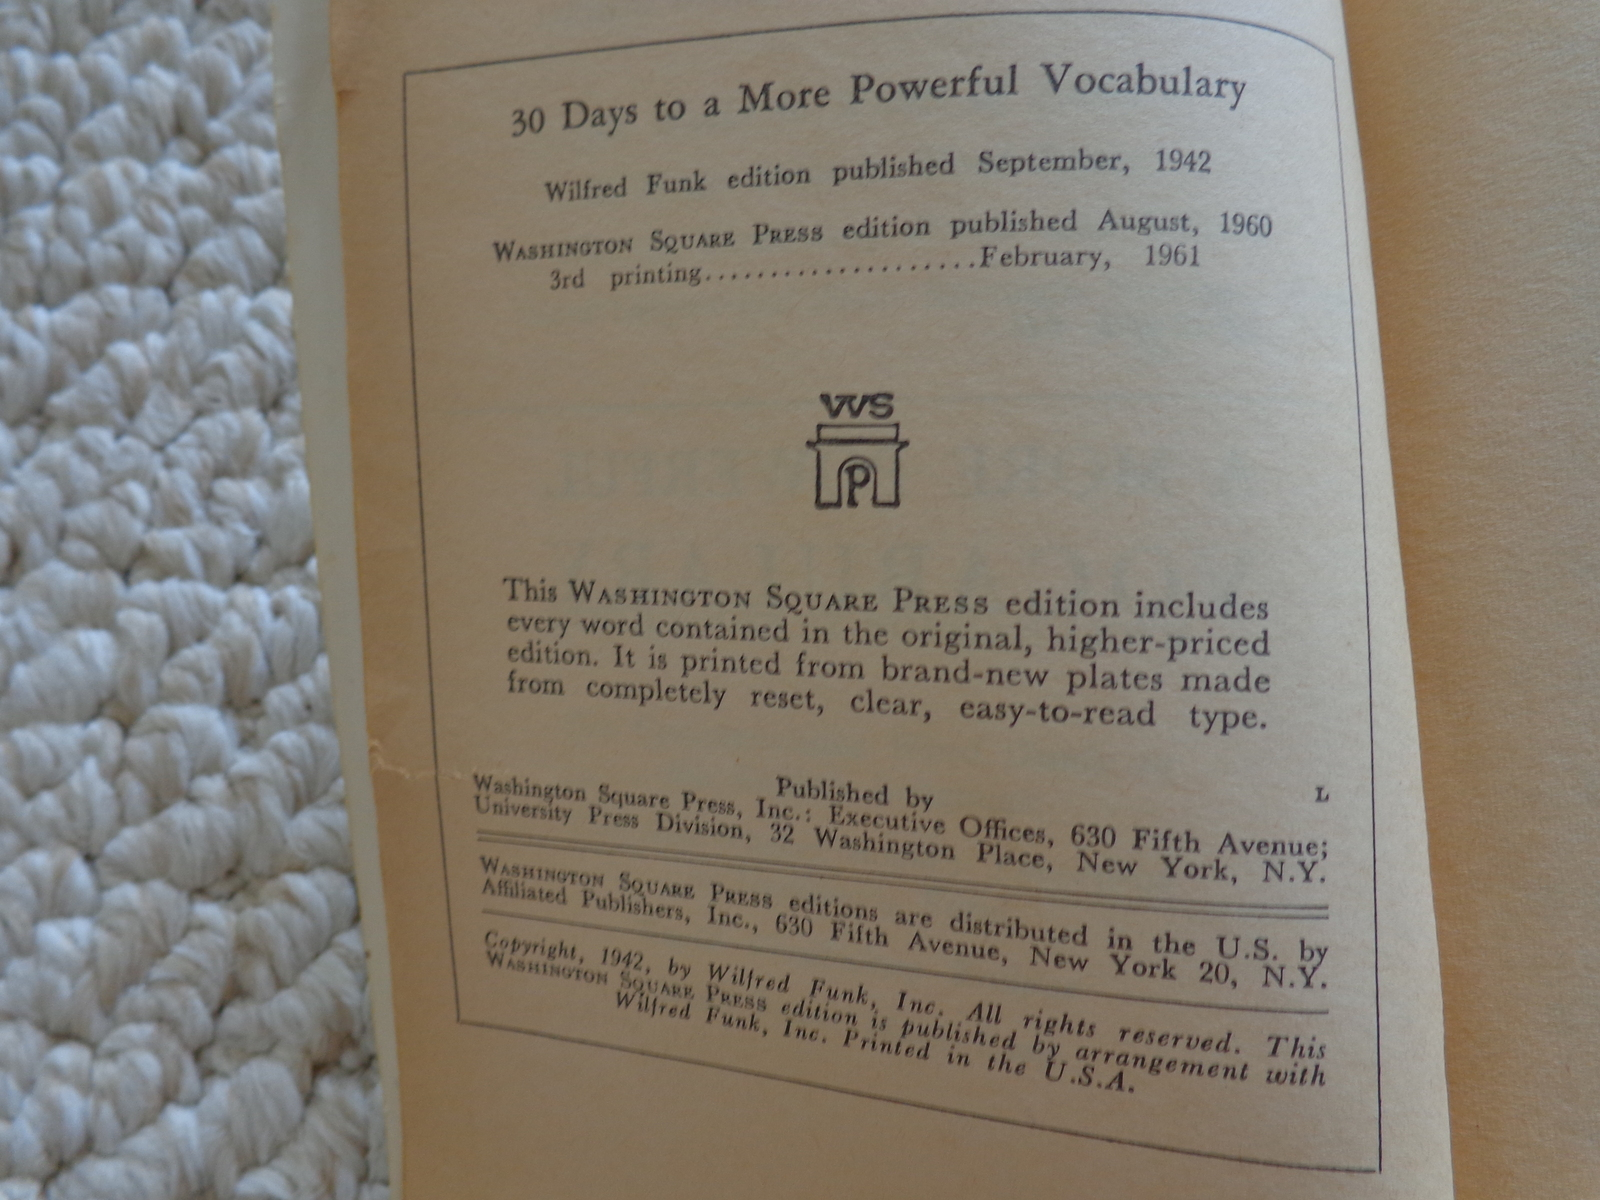 30 Days to a More Powerful Vocabulary
Wilfred Funk edition published September, 1942
WASHINGTON SQUARE PRESS edition published August, 1960
3rd printing.....................February, 1961
WS
P
This WASHINGTON SQUARE PRESS edition includes
every word contained in the original, higher-priced
edition. It is printed from brand-new plates made
from completely reset, clear, easy-to-read type.
Published by
L
Washington Square Press, Inc.: Executive Offices, 630 Fifth Avenue;
University Press Division, 32 Washington Place, New York, N.Y.
WASHINGTON SQUARE PRESS editions are distributed in the U.S. by
Affiliated Publishers, Inc., 630 Fifth Avenue, New York 20, N.Y.
Copyright, 1942, by Wilfred Funk, Inc. All rights reserved. This
WASHINGTON SQUARE PRESS edition is published by arrangement with
Wilfred Funk, Inc. Printed in the U.S.A.